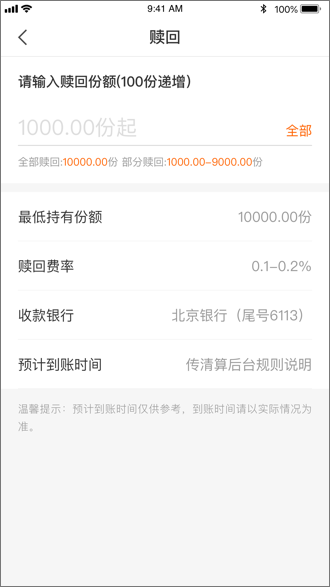 9:41 AM
100%
赎回
请输入赎回份额(100份递增)
1000.00份起
全部
全部赎回:10000.00份 部分赎回:1000.00-9000.00份
最低持有份额 10000.00份
赎回费率 0.1-0.2%
收款银行 北京银行（尾号6113）
预计到账时间 传清算后台规则说明
温馨提示：预计到账时间仅供参考，到账时间请以实际情况为
准。